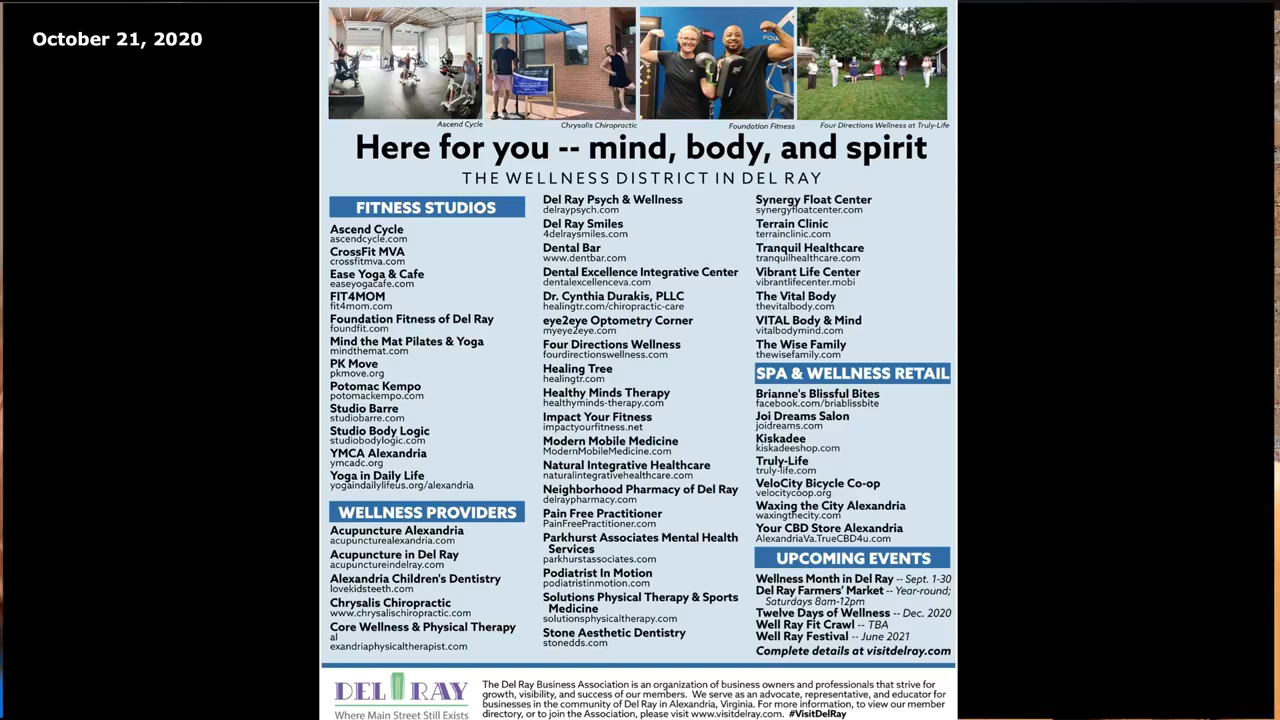 October 21, 2020
Ascend Cycle
Chrysalis Chiropractic
Foundation Fitness
Four Directions Wellness at Truly-Life
Here for you -- mind, body, and spirit
THE WELLNESS DISTRICT IN DEL RAY
FITNESS STUDIOS
Ascend Cycle
ascendcycle.com
CrossFit MVA
crossfitmva.com
Ease Yoga & Cafe
easeyogacafe.com
FIT4MOM
fit4mom.com
Foundation Fitness of Del Ray
foundfit.com
Mind the Mat Pilates & Yoga
mindthemat.com
PK Move
pkmove.org
Potomac Kempo
potomackempo.com
Studio Barre
studiobarre.com
Studio Body Logic
studiobodylogic.com
YMCA Alexandria
ymcadc.org
Yoga in Daily Life
yogaindailylifeus.org/alexandria
WELLNESS PROVIDERS
Acupuncture Alexandria
acupuncturealexandria.com
Acupuncture in Del Ray
acupunctureindelray.com
Alexandria Children's Dentistry
lovekidsteeth.com
Chrysalis Chiropractic
www.chrysalischiropractic.com
Core Wellness & Physical Therapy
al
exandriaphysicaltherapist.com
Del Ray Psych & Wellness
delraypsych.com
Del Ray Smiles
4delraysmiles.com
Dental Bar
www.dentbar.com
Dental Excellence Integrative Center
dentalexcellenceva.com
Dr. Cynthia Durakis, PLLC
healingtr.com/chiropractic-care
eye2eye Optometry Corner
myeye2eye.com
Four Directions Wellness
fourdirectionswellness.com
Healing Tree
healingtr.com
Healthy Minds Therapy
healthyminds-therapy.com
Impact Your Fitness
impactyourfitness.net
Modern Mobile Medicine
ModernMobileMedicine.com
Natural Integrative Healthcare
naturalintegrativehealthcare.com
Neighborhood Pharmacy of Del Ray
delraypharmacy.com
Pain Free Practitioner
PainFreePractitioner.com
Parkhurst Associates Mental Health
Services
parkhurstassociates.com
Podiatrist In Motion
podiatristinmotion.com
Solutions Physical Therapy & Sports
Medicine
solutionsphysicaltherapy.com
Stone Aesthetic Dentistry
stonedds.com
Synergy Float Center
synergyfloatcenter.com
Terrain Clinic
terrainclinic.com
Tranquil Healthcare
tranquilhealthcare.com
Vibrant Life Center
vibrantlifecenter.mobi
The Vital Body
thevitalbody.com
VITAL Body & Mind
vitalbodymind.com
The Wise Family
thewisefamily.com
SPA & WELLNESS RETAIL
Brianne's Blissful Bites
facebook.com/briablissbite
Joi Dreams Salon
joidreams.com
Kiskadee
kiskadeeshop.com
Truly-Life
truly-life.com
VeloCity Bicycle Co-op
velocitycoop.org
Waxing the City Alexandria
waxingthecity.com
Your CBD Store Alexandria
AlexandriaVa.TrueCBD4u.com
UPCOMING EVENTS
Wellness Month in Del Ray -- Sept. 1-30
Del Ray Farmers' Market -- Year-round;
Saturdays 8am-12pm
Twelve Days of Wellness -- Dec. 2020
Well Ray Fit Crawl -- TBA
Well Ray Festival -- June 2021
Complete details at visitdelray.com
DEL RAY
Where Main Street Still Exists
The Del Ray Business Association is an organization of business owners and professionals that strive for
growth, visibility, and success of our members. We serve as an advocate, representative, and educator for
businesses in the community of Del Ray in Alexandria, Virginia. For more information, to view our member
directory, or to join the Association, please visit www.visitdelray.com. #VisitDelRay